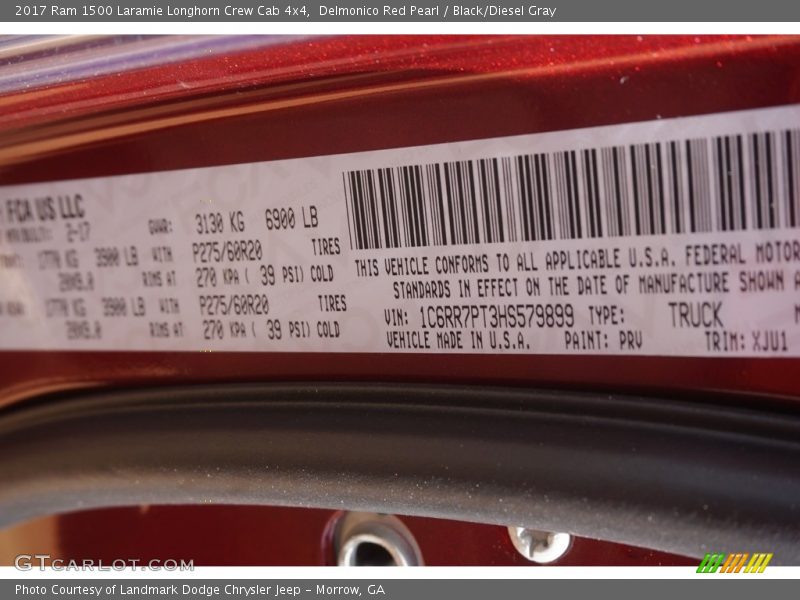 2017 Ram 1500 Laramie Longhorn Crew Cab 4x4,  Delmonico Red Pearl / Black/Diesel Gray
FCA US LLC
2-17 GVWR: 3130 KG 6900 LB
1770 KG 3900 LB WITH P275/60R20 TIRES
20X9.0 RIMS AT 270 KPA ( 39 PSI) COLD
1770 KG 3900 LB WITH P275/60R20 TIRES
20X9.0 RIMS AT 270 KPA ( 39 PSI) COLD
THIS VEHICLE CONFORMS TO ALL APPLICABLE U.S.A. FEDERAL MOTOR
STANDARDS IN EFFECT ON THE DATE OF MANUFACTURE SHOWN
VIN: 1C6RR7PT3HS579899 TYPE: TRUCK
VEHICLE MADE IN U.S.A. PAINT: PRV TRIM: XJU1
GTcarlot.com
Photo Courtesy of Landmark Dodge Chrysler Jeep - Morrow, GA